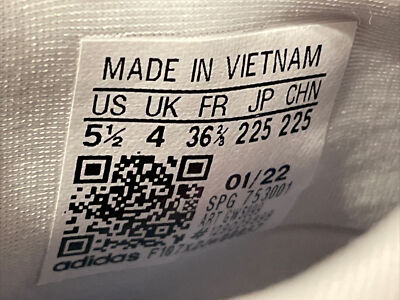 MADE IN VIETNAM
US UK FR JP CHN
5½ 4 36⅔ 225 225
01/22
SPG 753001
ART
adidas